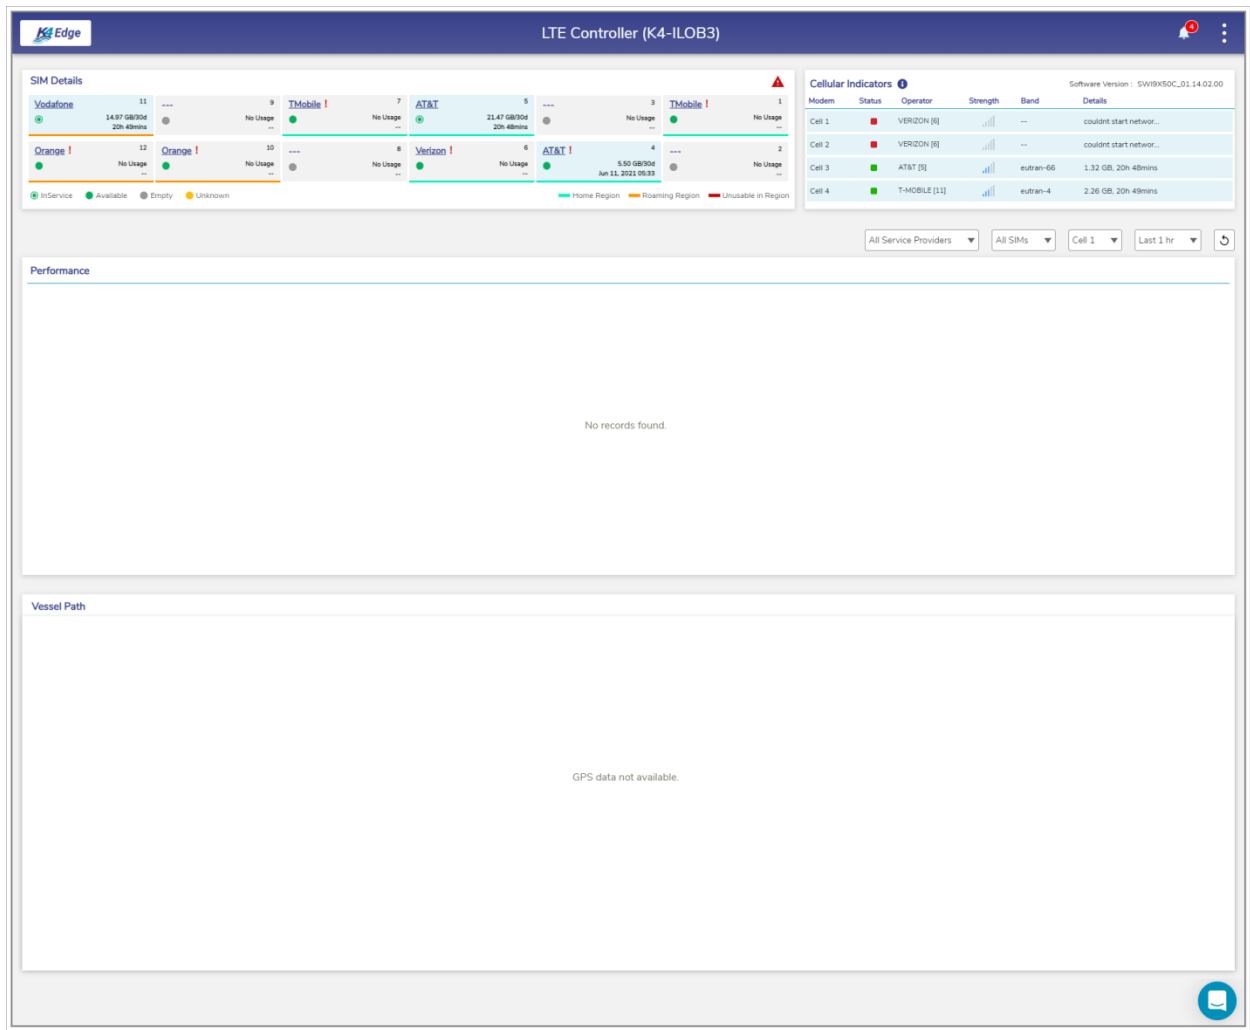 K4 Edge
LTE Controller (K4-ILOB3)
4
SIM Details
Vodafone 11
14.97 GB/30d
20h 49mins
--- 9
No Usage
--
TMobile ! 7
No Usage
--
AT&T 5
21.47 GB/30d
20h 48mins
--- 3
No Usage
--
TMobile ! 1
No Usage
--
Orange ! 12
No Usage
--
Orange ! 10
No Usage
--
--- 8
No Usage
--
Verizon ! 6
No Usage
--
AT&T ! 4
5.50 GB/30d
Jun 11, 2021 05:33
--- 2
No Usage
--
InService Available Empty Unknown
Home Region Roaming Region Unusable in Region
Cellular Indicators i Software Version : SWI9X50C_01.14.02.00
Modem Status Operator Strength Band Details
Cell 1 VERIZON [6] -- couldnt start networ...
Cell 2 VERIZON [6] -- couldnt start networ...
Cell 3 AT&T [5] eutran-66 1.32 GB, 20h 48mins
Cell 4 T-MOBILE [11] eutran-4 2.26 GB, 20h 49mins
All Service Providers All SIMs Cell 1 Last 1 hr
Performance
No records found.
Vessel Path
GPS data not available.